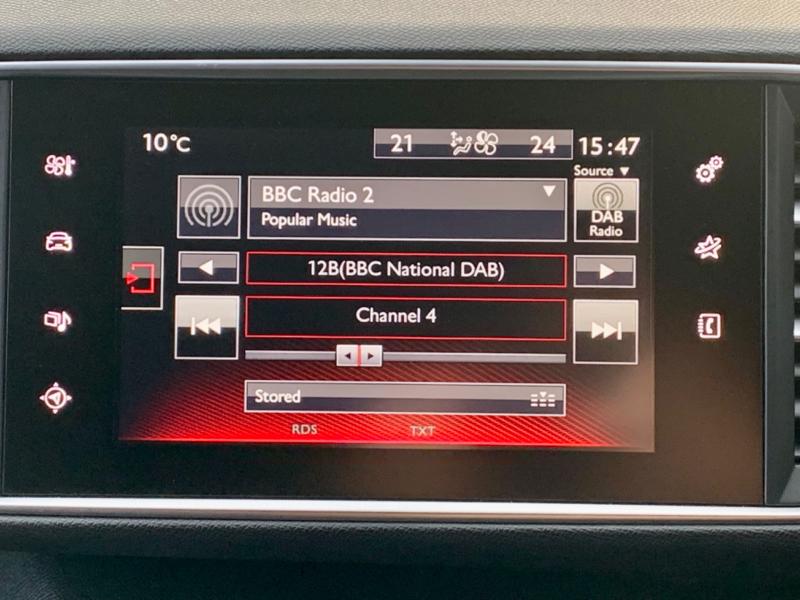 10°C
21 24 15:47
Source ▼
BBC Radio 2
Popular Music
DAB
Radio
12B(BBC National DAB)
Channel 4
Stored
RDS TXT